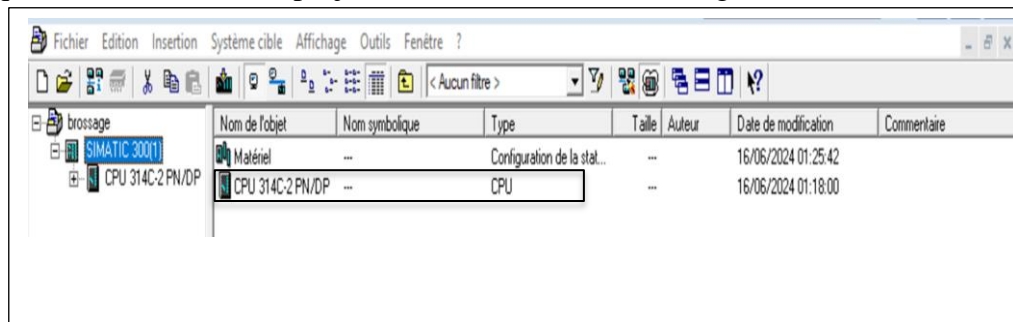 Fichier Edition Insertion Système cible Affichage Outils Fenêtre ?
< Aucun filtre >
brossage
SIMATIC 300(1)
CPU 314C-2 PN/DP
Nom de l'objet Nom symbolique Type Taille Auteur Date de modification Commentaire
Matériel --- Configuration de la stat... --- 16/06/2024 01:25:42
CPU 314C-2 PN/DP --- CPU --- 16/06/2024 01:18:00